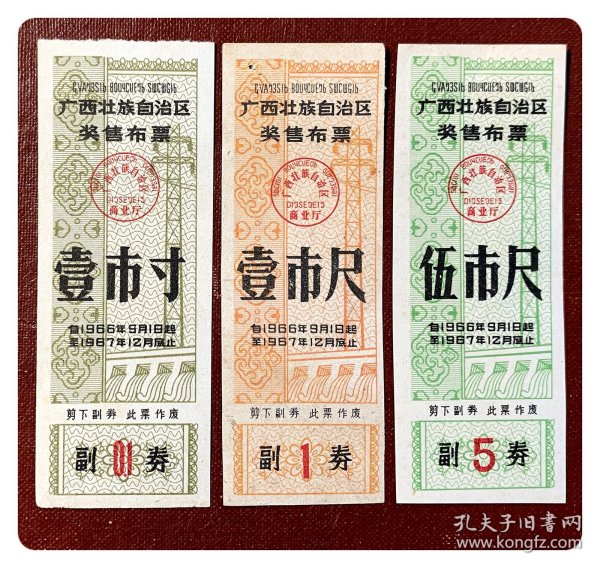 广西壮族自治区
奖售布票
广西壮族自治区
商业厅
壹市寸
自1966年9月1日起
至1967年12月底止
剪下副券 此票作废
副 券
广西壮族自治区
奖售布票
广西壮族自治区
商业厅
壹市尺
自1966年9月1日起
至1967年12月底止
剪下副券 此票作废
副 1 券
广西壮族自治区
奖售布票
广西壮族自治区
商业厅
伍市尺
自1966年9月1日起
至1967年12月底止
剪下副券 此票作废
副 5 券
孔夫子旧书网
www.kongfz.com